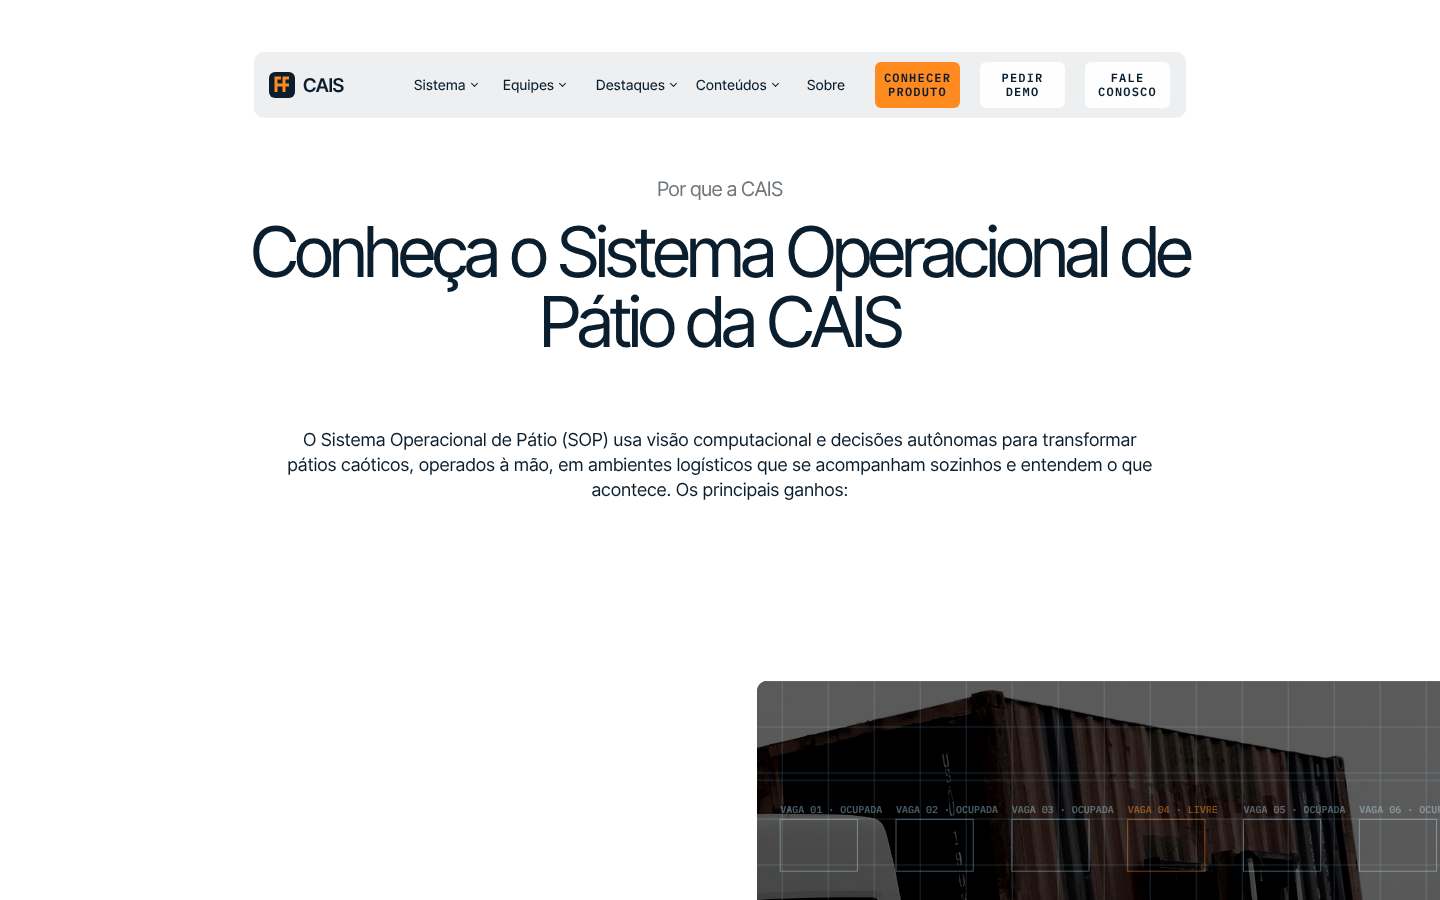 CAIS
Sistema
Equipes
Destaques
Conteúdos
Sobre
CONHECER
PRODUTO
PEDIR
DEMO
FALE
CONOSCO
Por que a CAIS
Conheça o Sistema Operacional de
Pátio da CAIS
O Sistema Operacional de Pátio (SOP) usa visão computacional e decisões autônomas para transformar
pátios caóticos, operados à mão, em ambientes logísticos que se acompanham sozinhos e entendem o que
acontece. Os principais ganhos:
VAGA 01 · OCUPADA
VAGA 02 · OCUPADA
VAGA 03 · OCUPADA
VAGA 04 · LIVRE
VAGA 05 · OCUPADA
VAGA 06 ·